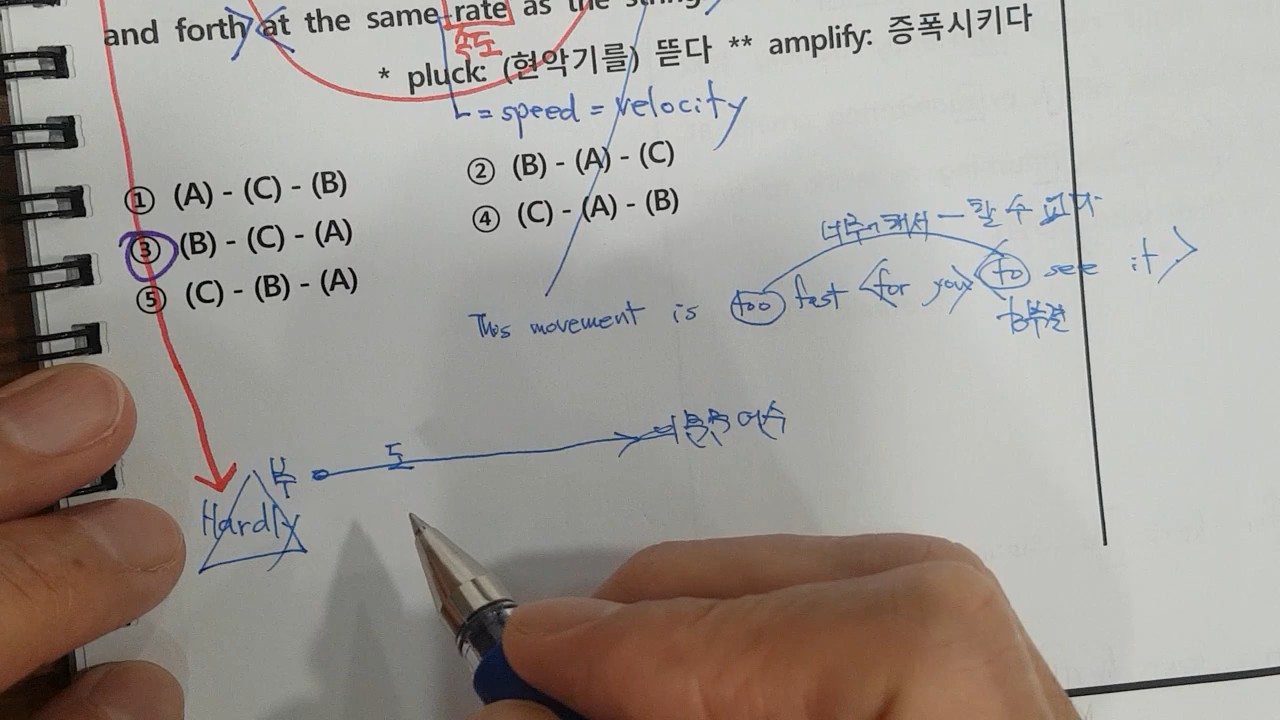 and forth at the same rate as the string
속도
* pluck: (현악기를) 뜯다 ** amplify: 증폭시키다
= speed = velocity
① (A) - (C) - (B)
② (B) - (A) - (C)
③ (B) - (C) - (A)
④ (C) - (A) - (B)
⑤ (C) - (B) - (A)
너무~해서 ~할 수 없다
This movement is too fast <for you> to see it>
to부정
부 도
Hardly